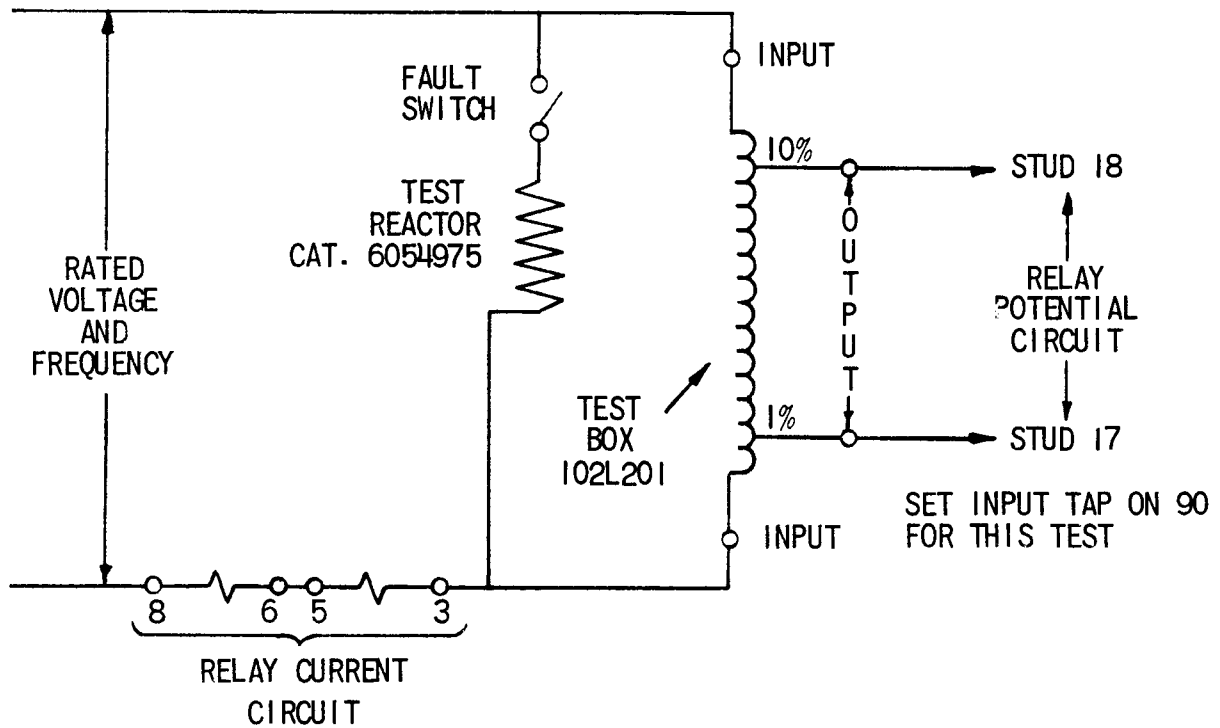 RATED
VOLTAGE
AND
FREQUENCY
FAULT
SWITCH
TEST
REACTOR
CAT. 6054975
INPUT
10%
1%
OUTPUT
TEST
BOX
102L201
INPUT
STUD 18
RELAY
POTENTIAL
CIRCUIT
STUD 17
SET INPUT TAP ON 90
FOR THIS TEST
8 6 5 3
RELAY CURRENT
CIRCUIT